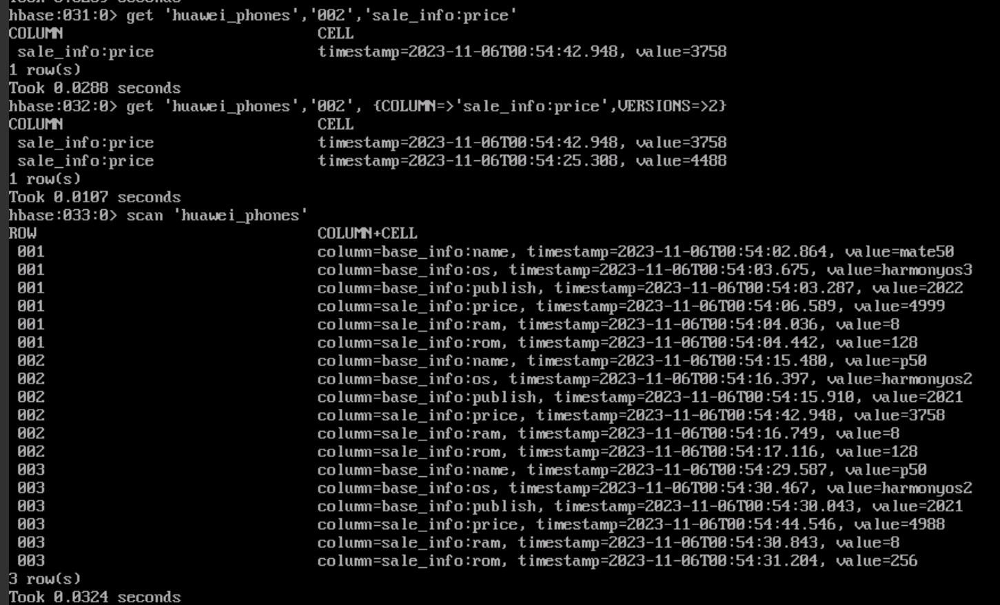 hbase:031:0> get 'huawei_phones','002','sale_info:price'
COLUMN CELL
sale_info:price timestamp=2023-11-06T00:54:42.948, value=3758
1 row(s)
Took 0.0288 seconds
hbase:032:0> get 'huawei_phones','002', {COLUMN=>'sale_info:price',VERSIONS=>2}
COLUMN CELL
sale_info:price timestamp=2023-11-06T00:54:42.948, value=3758
sale_info:price timestamp=2023-11-06T00:54:25.308, value=4488
1 row(s)
Took 0.0107 seconds
hbase:033:0> scan 'huawei_phones'
ROW COLUMN+CELL
001 column=base_info:name, timestamp=2023-11-06T00:54:02.864, value=mate50
001 column=base_info:os, timestamp=2023-11-06T00:54:03.675, value=harmonyos3
001 column=base_info:publish, timestamp=2023-11-06T00:54:03.287, value=2022
001 column=sale_info:price, timestamp=2023-11-06T00:54:06.589, value=4999
001 column=sale_info:ram, timestamp=2023-11-06T00:54:04.036, value=8
001 column=sale_info:rom, timestamp=2023-11-06T00:54:04.442, value=128
002 column=base_info:name, timestamp=2023-11-06T00:54:15.480, value=p50
002 column=base_info:os, timestamp=2023-11-06T00:54:16.397, value=harmonyos2
002 column=base_info:publish, timestamp=2023-11-06T00:54:15.910, value=2021
002 column=sale_info:price, timestamp=2023-11-06T00:54:42.948, value=3758
002 column=sale_info:ram, timestamp=2023-11-06T00:54:16.749, value=8
002 column=sale_info:rom, timestamp=2023-11-06T00:54:17.116, value=128
003 column=base_info:name, timestamp=2023-11-06T00:54:29.587, value=p50
003 column=base_info:os, timestamp=2023-11-06T00:54:30.467, value=harmonyos2
003 column=base_info:publish, timestamp=2023-11-06T00:54:30.043, value=2021
003 column=sale_info:price, timestamp=2023-11-06T00:54:44.546, value=4988
003 column=sale_info:ram, timestamp=2023-11-06T00:54:30.843, value=8
003 column=sale_info:rom, timestamp=2023-11-06T00:54:31.204, value=256
3 row(s)
Took 0.0324 seconds